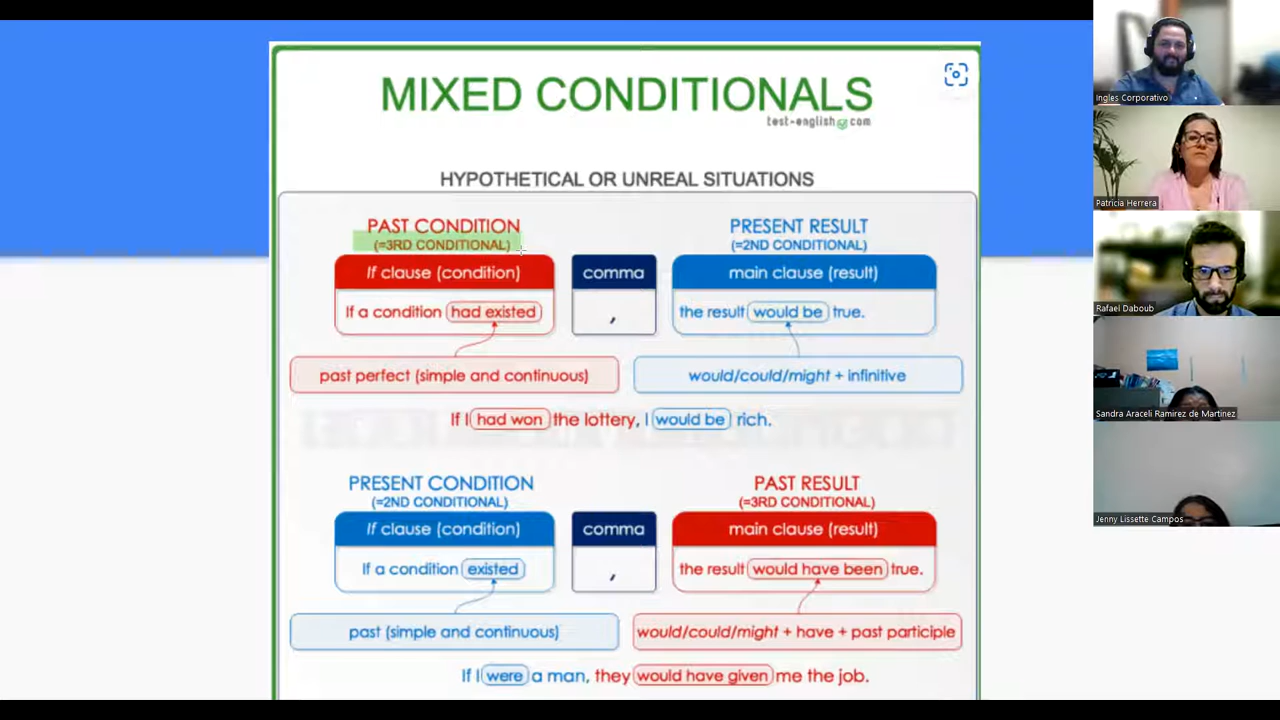 MIXED CONDITIONALS
test-english.com
HYPOTHETICAL OR UNREAL SITUATIONS
PAST CONDITION
(=3RD CONDITIONAL)
If clause (condition)
If a condition had existed
past perfect (simple and continuous)
comma
,
PRESENT RESULT
(=2ND CONDITIONAL)
main clause (result)
the result would be true.
would/could/might + infinitive
If I had won the lottery, I would be rich.
PRESENT CONDITION
(=2ND CONDITIONAL)
If clause (condition)
If a condition existed
past (simple and continuous)
comma
,
PAST RESULT
(=3RD CONDITIONAL)
main clause (result)
the result would have been true.
would/could/might + have + past participle
If I were a man, they would have given me the job.
Ingles Corporativo
Patricia Herrera
Rafael Daboub
Sandra Araceli Ramirez de Martinez
Jenny Lissette Campos